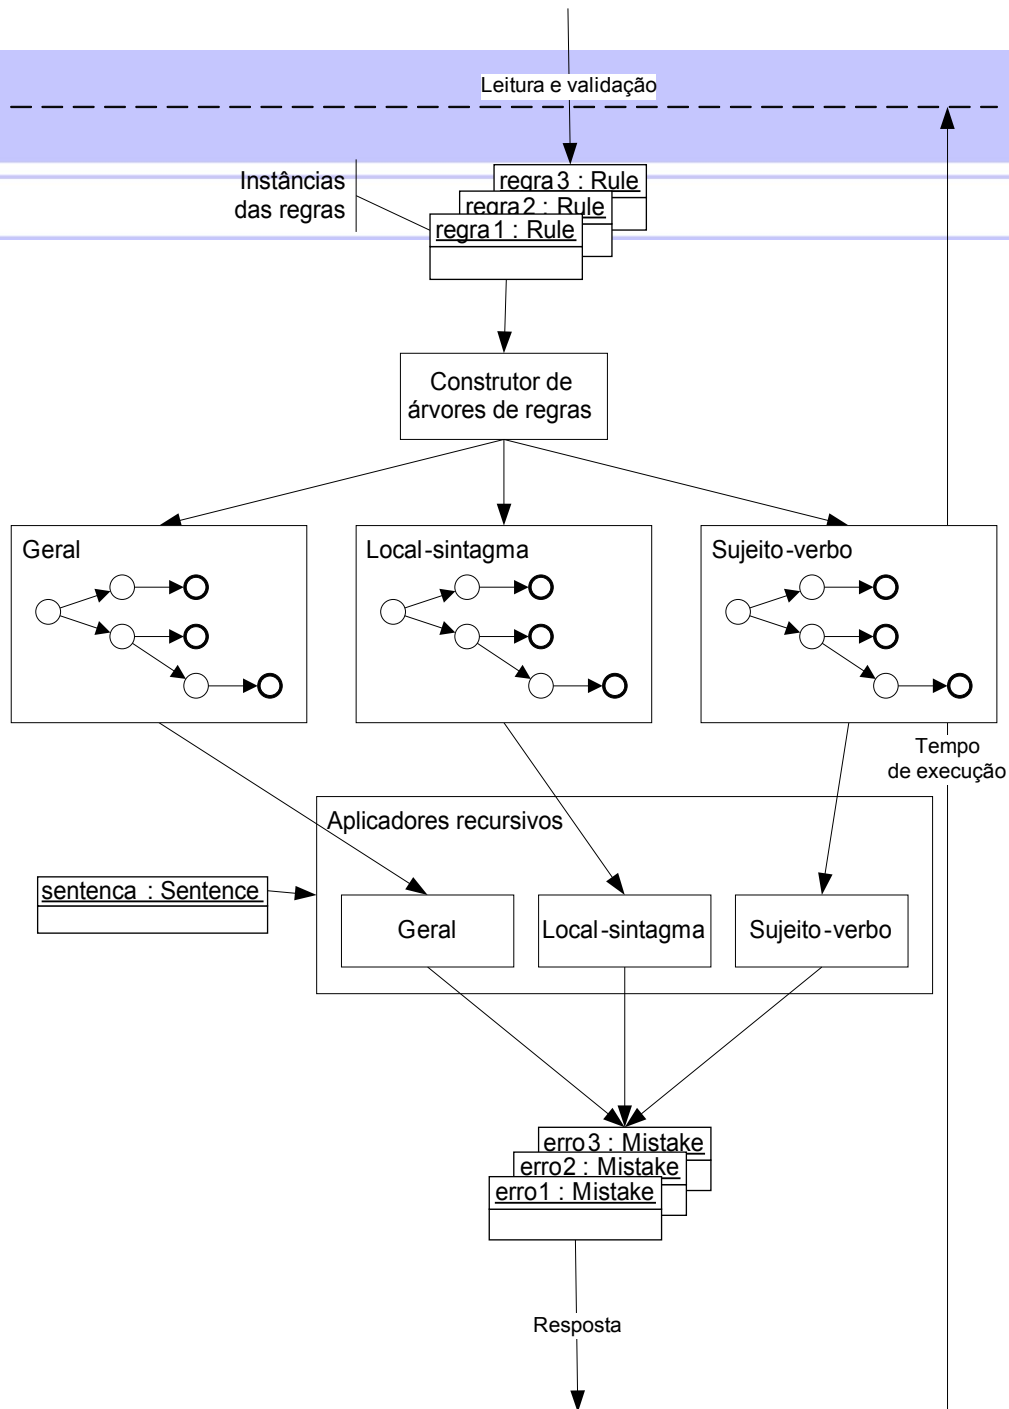 Leitura e validação
Instâncias
das regras
regra3 : Rule
regra2 : Rule
regra1 : Rule
Construtor de
árvores de regras
Geral
Local-sintagma
Sujeito-verbo
Tempo
de execução
Aplicadores recursivos
sentenca : Sentence
Geral
Local-sintagma
Sujeito-verbo
erro3 : Mistake
erro2 : Mistake
erro1 : Mistake
Resposta